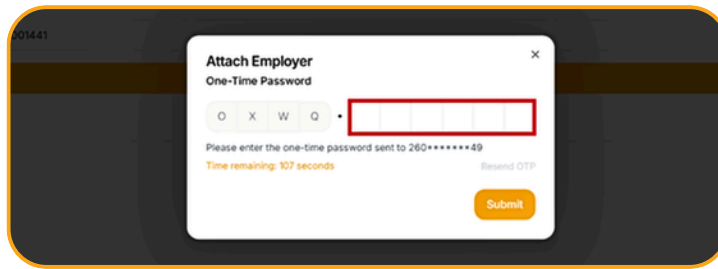 001441
Attach Employer
×
One-Time Password
O X W Q •
Please enter the one-time password sent to 260*******49
Time remaining: 107 seconds
Resend OTP
Submit